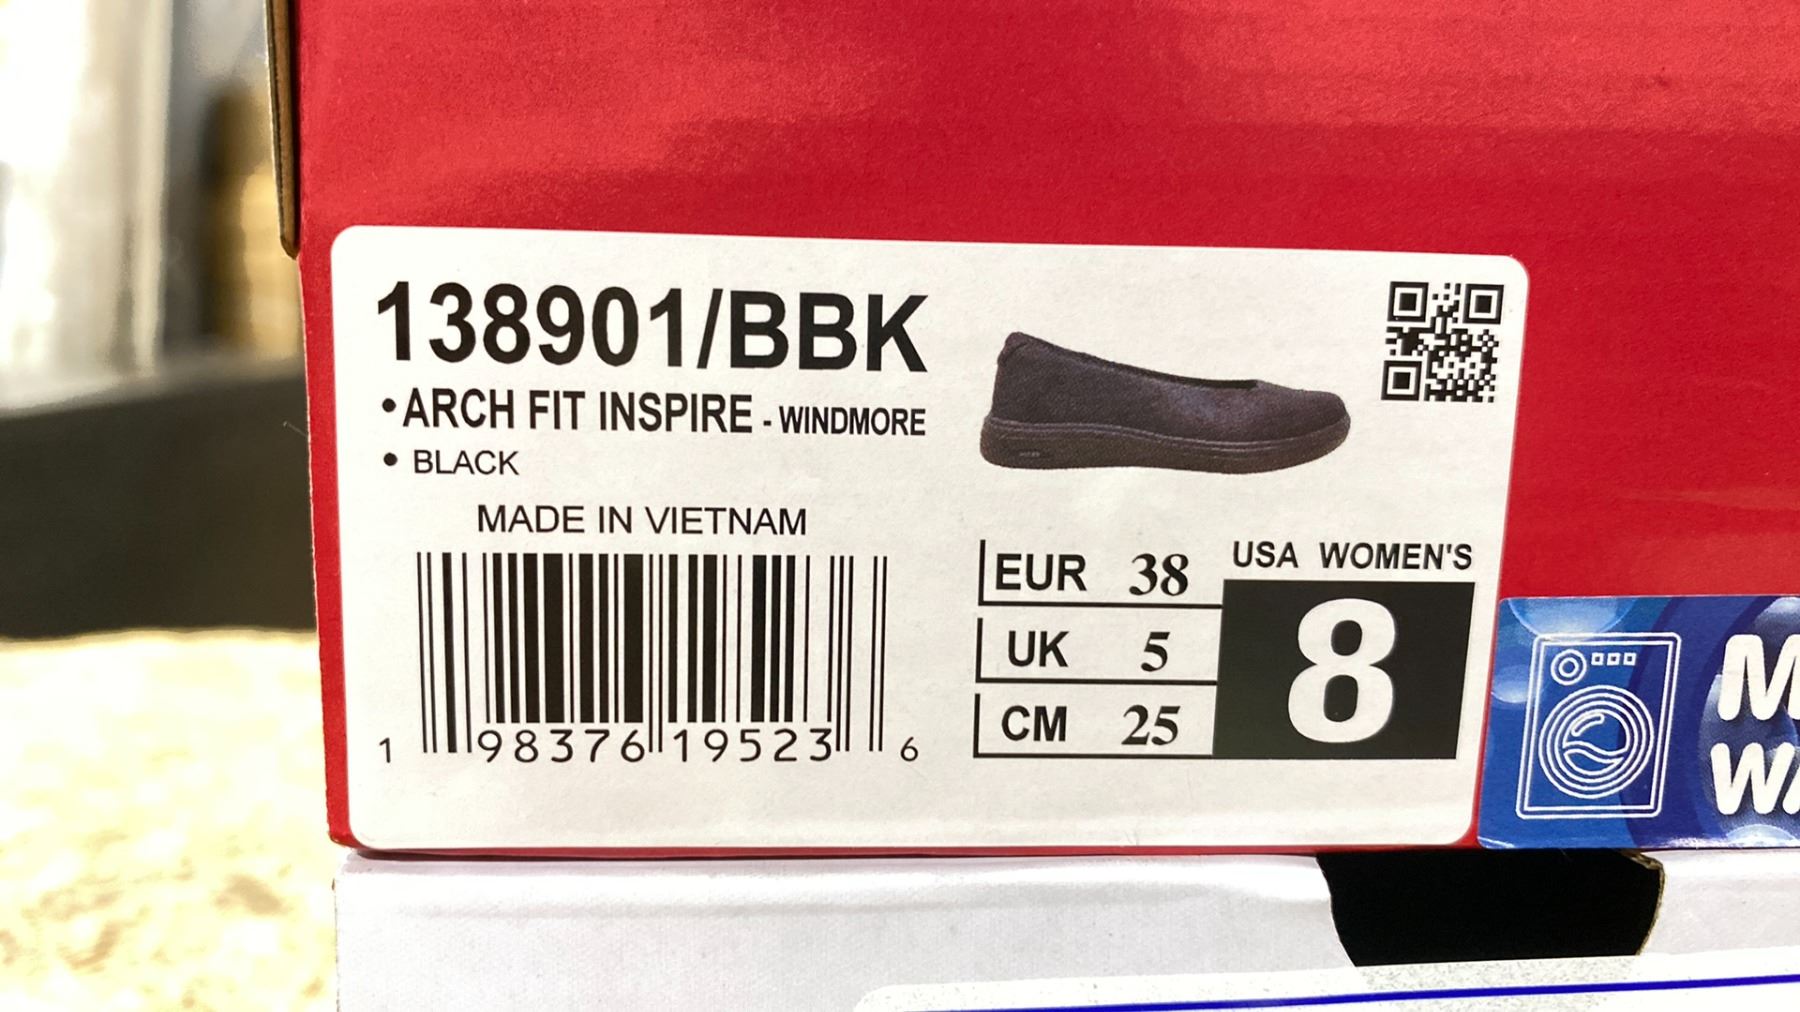 138901/BBK
• ARCH FIT INSPIRE - WINDMORE
• BLACK
MADE IN VIETNAM
1 98376 19523 6
EUR 38
UK 5
CM 25
USA WOMEN'S
8